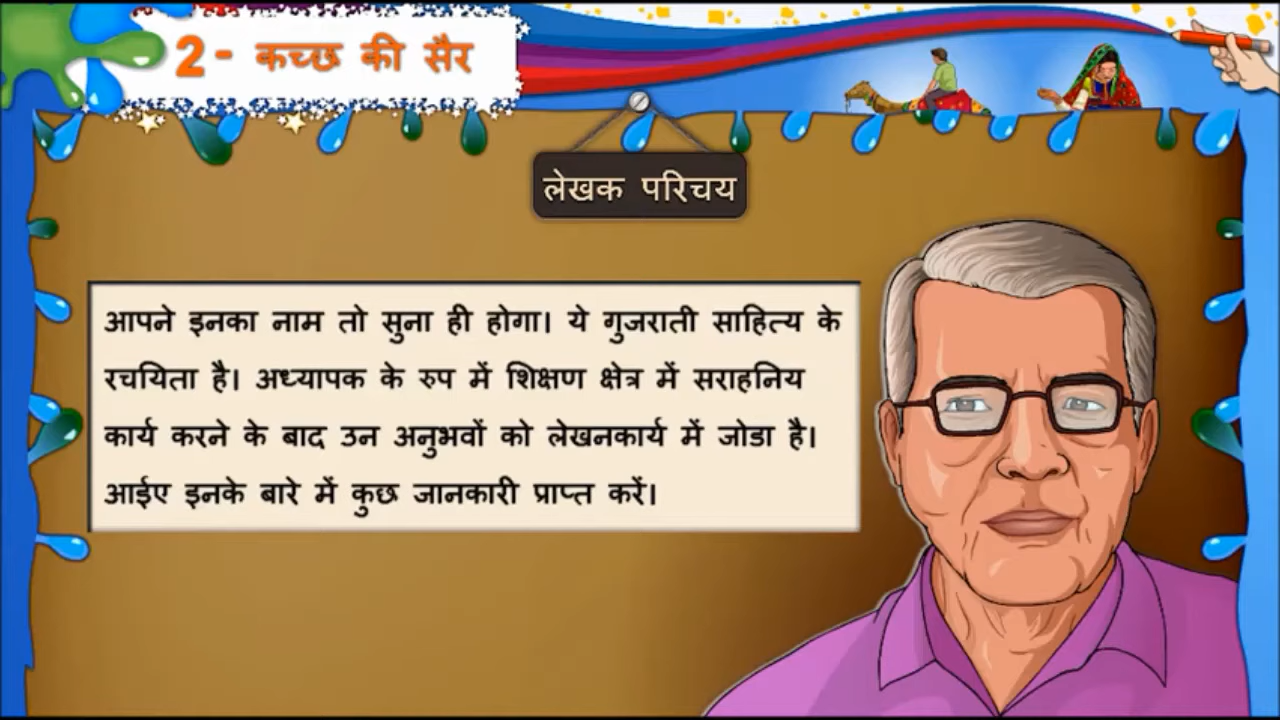 2- कच्छ की सैर
लेखक परिचय
आपने इनका नाम तो सुना ही होगा। ये गुजराती साहित्य के
रचयिता है। अध्यापक के रुप में शिक्षण क्षेत्र में सराहनिय
कार्य करने के बाद उन अनुभवों को लेखनकार्य में जोडा है।
आईए इनके बारे में कुछ जानकारी प्राप्त करें।